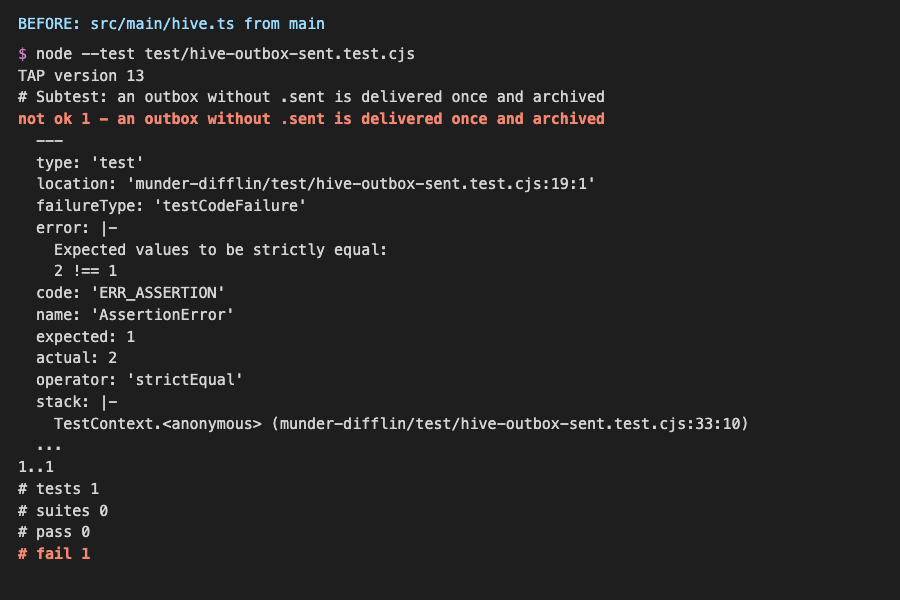 BEFORE: src/main/hive.ts from main
$ node --test test/hive-outbox-sent.test.cjs
TAP version 13
# Subtest: an outbox without .sent is delivered once and archived
not ok 1 - an outbox without .sent is delivered once and archived
  ---
  type: 'test'
  location: 'munder-difflin/test/hive-outbox-sent.test.cjs:19:1'
  failureType: 'testCodeFailure'
  error: |-
    Expected values to be strictly equal:
    2 !== 1
  code: 'ERR_ASSERTION'
  name: 'AssertionError'
  expected: 1
  actual: 2
  operator: 'strictEqual'
  stack: |-
    TestContext.<anonymous> (munder-difflin/test/hive-outbox-sent.test.cjs:33:10)
  ...
1..1
# tests 1
# suites 0
# pass 0
# fail 1